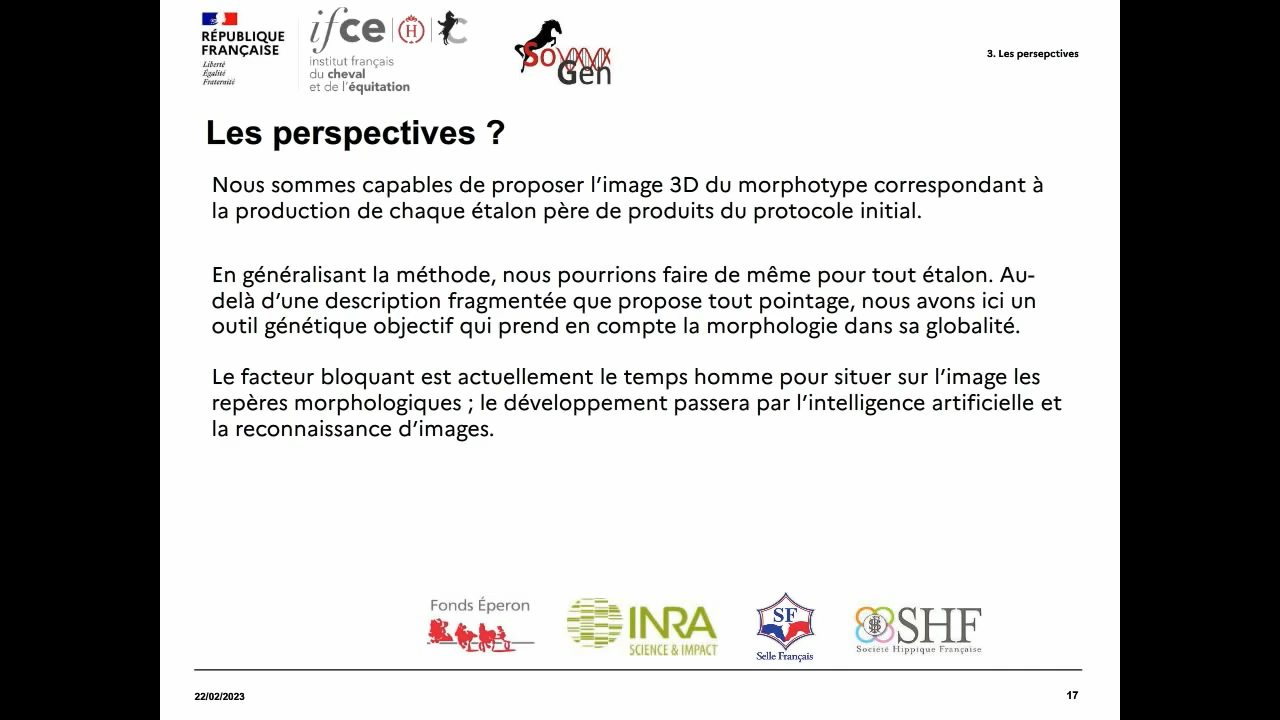 RÉPUBLIQUE
FRANÇAISE
Liberté
Égalité
Fraternité
ifce
H
institut français
du cheval
et de l'équitation
SoGen
3. Les persepctives
Les perspectives ?
Nous sommes capables de proposer l'image 3D du morphotype correspondant à
la production de chaque étalon père de produits du protocole initial.
En généralisant la méthode, nous pourrions faire de même pour tout étalon. Au-
delà d'une description fragmentée que propose tout pointage, nous avons ici un
outil génétique objectif qui prend en compte la morphologie dans sa globalité.
Le facteur bloquant est actuellement le temps homme pour situer sur l'image les
repères morphologiques ; le développement passera par l'intelligence artificielle et
la reconnaissance d'images.
Fonds Éperon
INRA
SCIENCE & IMPACT
SF
Selle Français
SHF
Société Hippique Française
22/02/2023
17